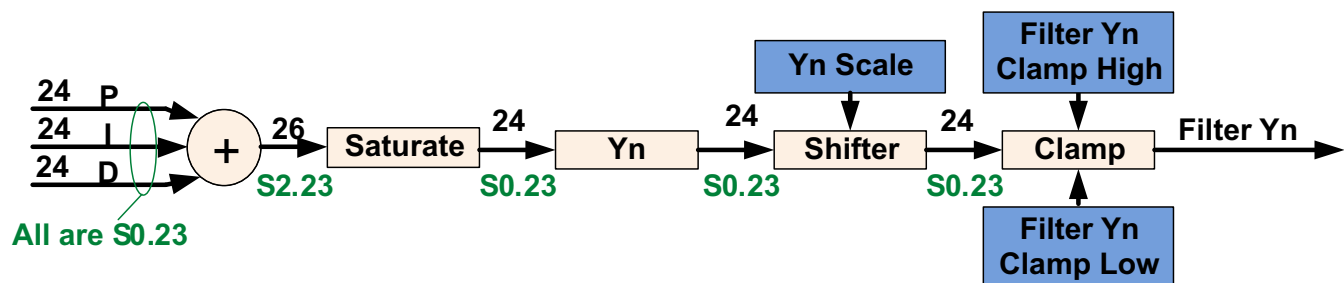 24 P
24 I
24 D
All are S0.23
+
26
S2.23
Saturate
24
S0.23
Yn
24
S0.23
Yn Scale
Shifter
24
S0.23
Filter Yn
Clamp High
Clamp
Filter Yn
Clamp Low
Filter Yn